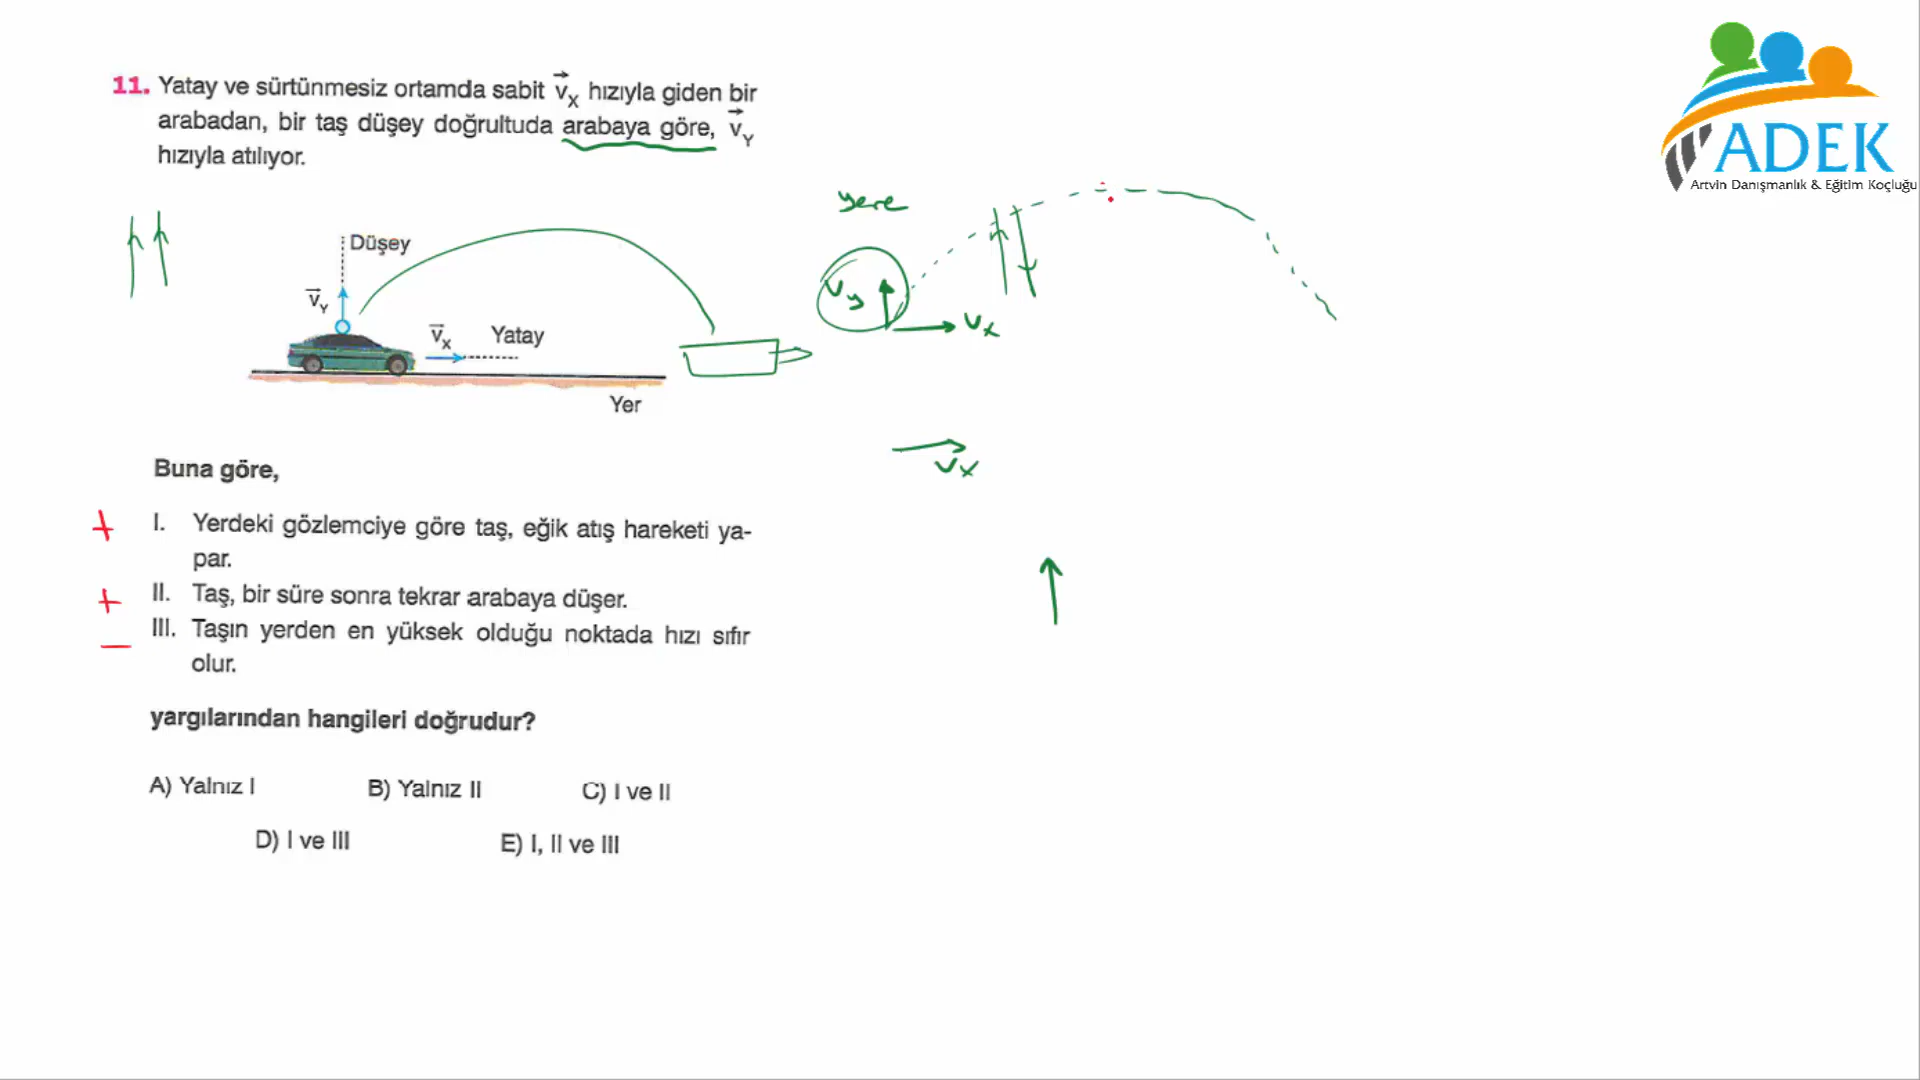 11. Yatay ve sürtünmesiz ortamda sabit v⃗X hızıyla giden bir
arabadan, bir taş düşey doğrultuda arabaya göre, v⃗Y
hızıyla atılıyor.
Düşey
v⃗Y
v⃗X
Yatay
Yer
yere
vy
vx
vx
Buna göre,
+ I. Yerdeki gözlemciye göre taş, eğik atış hareketi ya-
par.
+ II. Taş, bir süre sonra tekrar arabaya düşer.
– III. Taşın yerden en yüksek olduğu noktada hızı sıfır
olur.
yargılarından hangileri doğrudur?
A) Yalnız I B) Yalnız II C) I ve II
D) I ve III E) I, II ve III
ADEK
Artvin Danışmanlık & Eğitim Koçluğu